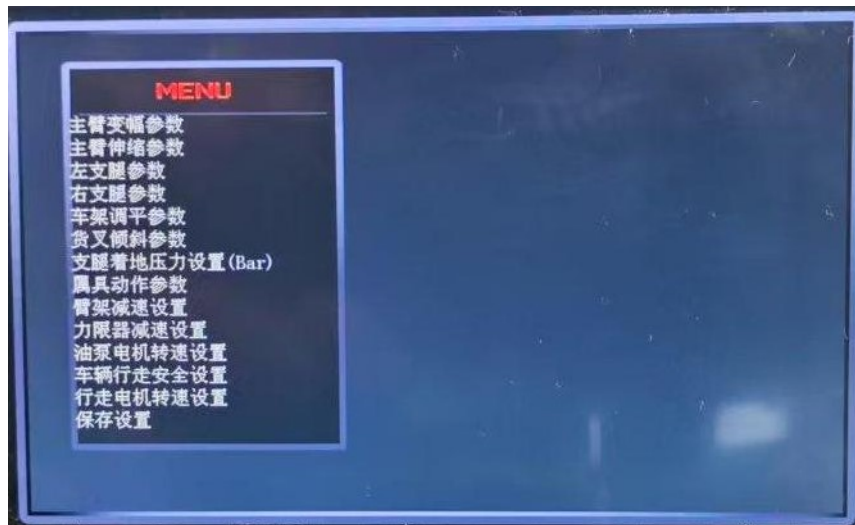 MENU
主臂变幅参数
主臂伸缩参数
左支腿参数
右支腿参数
车架调平参数
货叉倾斜参数
支腿着地压力设置(Bar)
属具动作参数
臂架减速设置
力限器减速设置
油泵电机转速设置
车辆行走安全设置
行走电机转速设置
保存设置